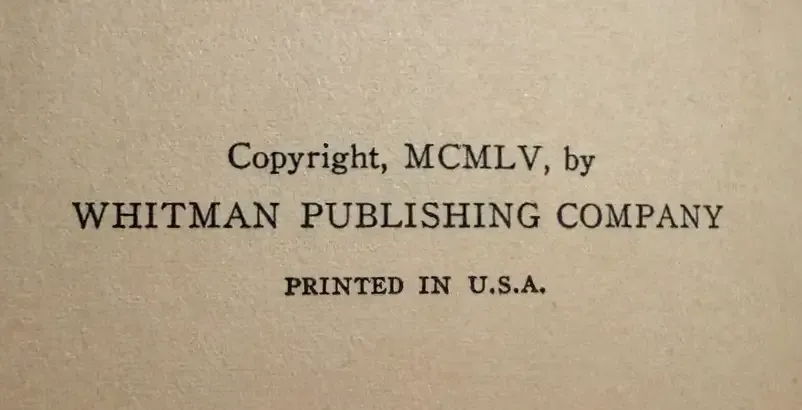 Copyright, MCMLV, by
WHITMAN PUBLISHING COMPANY
PRINTED IN U.S.A.